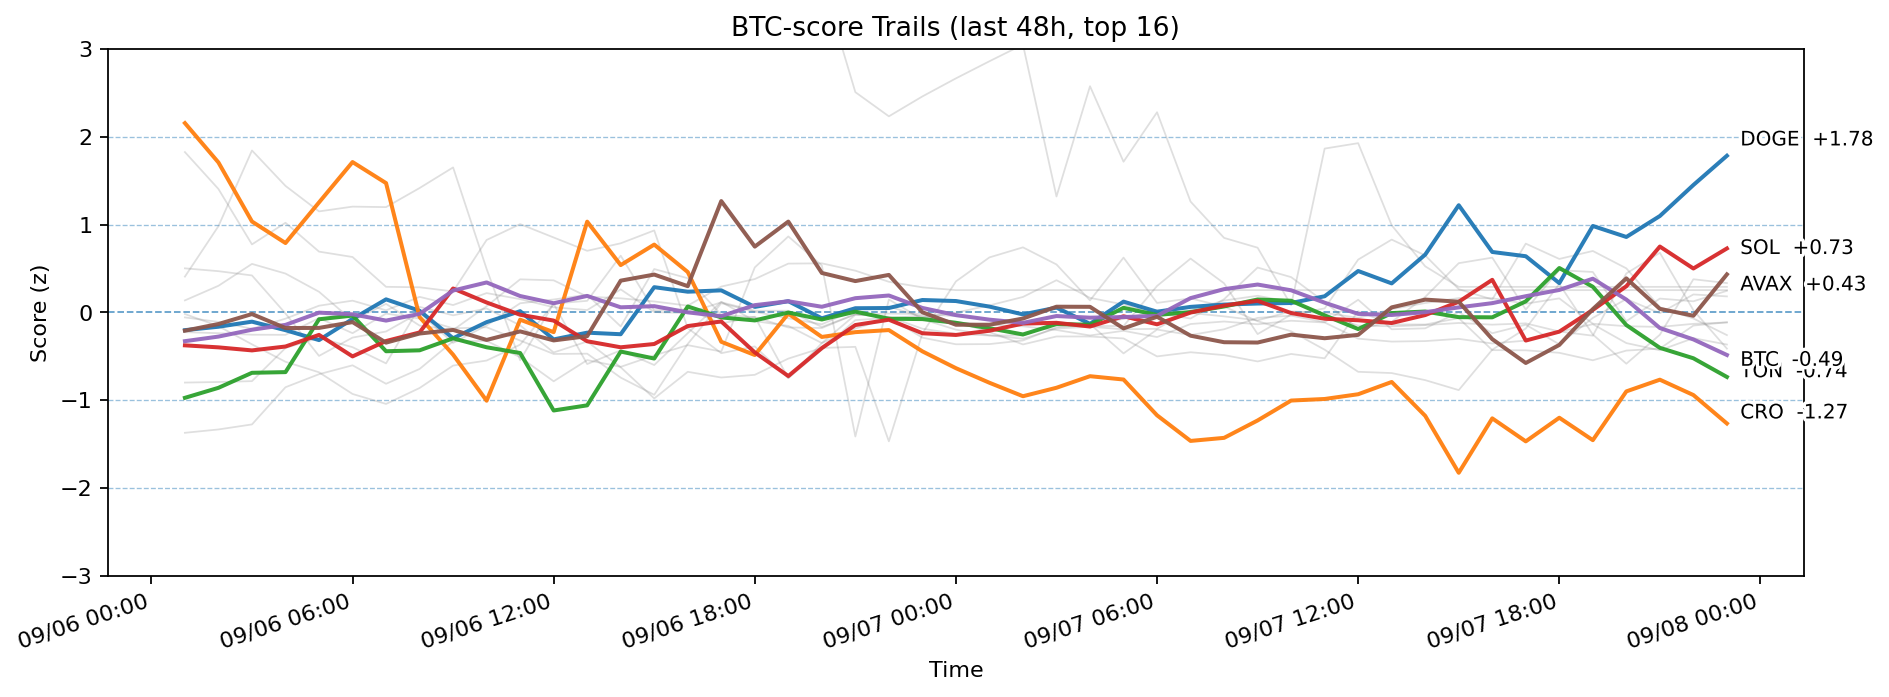 BTC-score Trails (last 48h, top 16)
3
2
1
0
−1
−2
−3
Score (z)
DOGE +1.78
SOL +0.73
AVAX +0.43
BTC -0.49
TON -0.74
CRO -1.27
09/06 00:00
09/06 06:00
09/06 12:00
09/06 18:00
09/07 00:00
09/07 06:00
09/07 12:00
09/07 18:00
09/08 00:00
Time